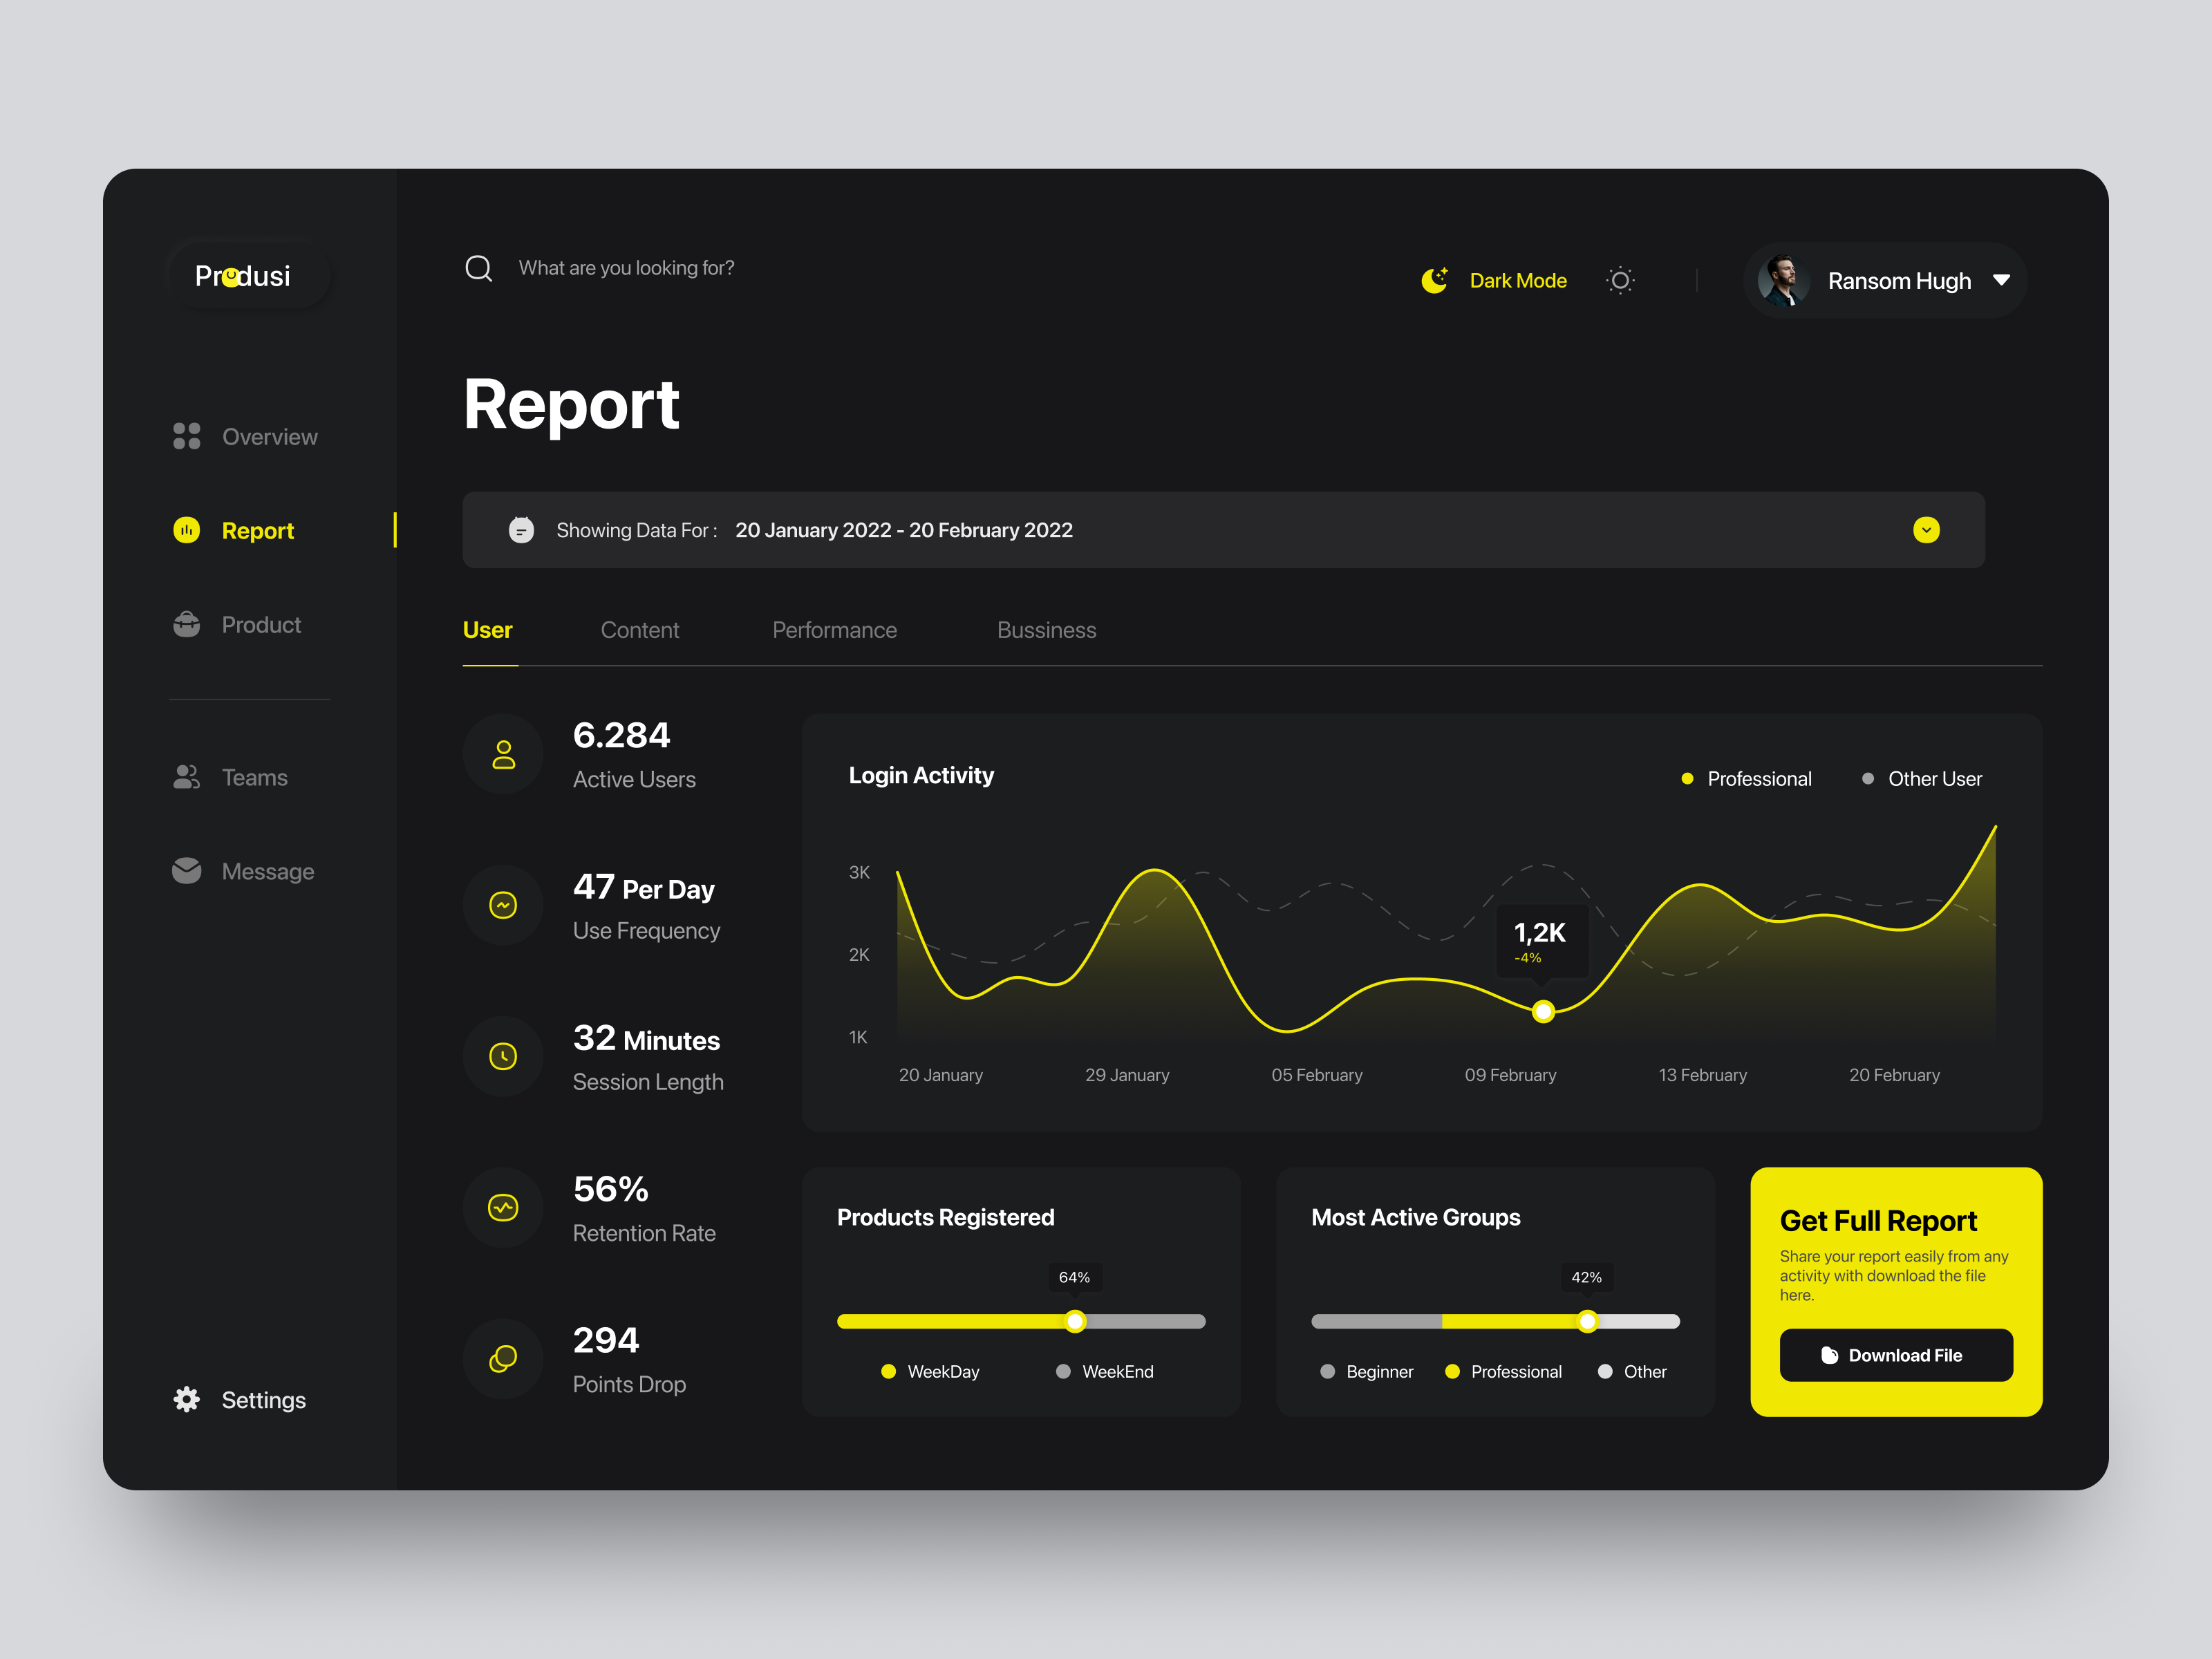 Produsi
What are you looking for?
Dark Mode
Ransom Hugh
Report
Overview
Report
Product
Teams
Message
Settings
Showing Data For : 20 January 2022 - 20 February 2022
User Content Performance Bussiness
6.284
Active Users
47 Per Day
Use Frequency
32 Minutes
Session Length
56%
Retention Rate
294
Points Drop
Login Activity
Professional Other User
3K
2K
1K
1,2K
-4%
20 January 29 January 05 February 09 February 13 February 20 February
Products Registered
64%
WeekDay WeekEnd
Most Active Groups
42%
Beginner Professional Other
Get Full Report
Share your report easily from any
activity with download the file
here.
Download File